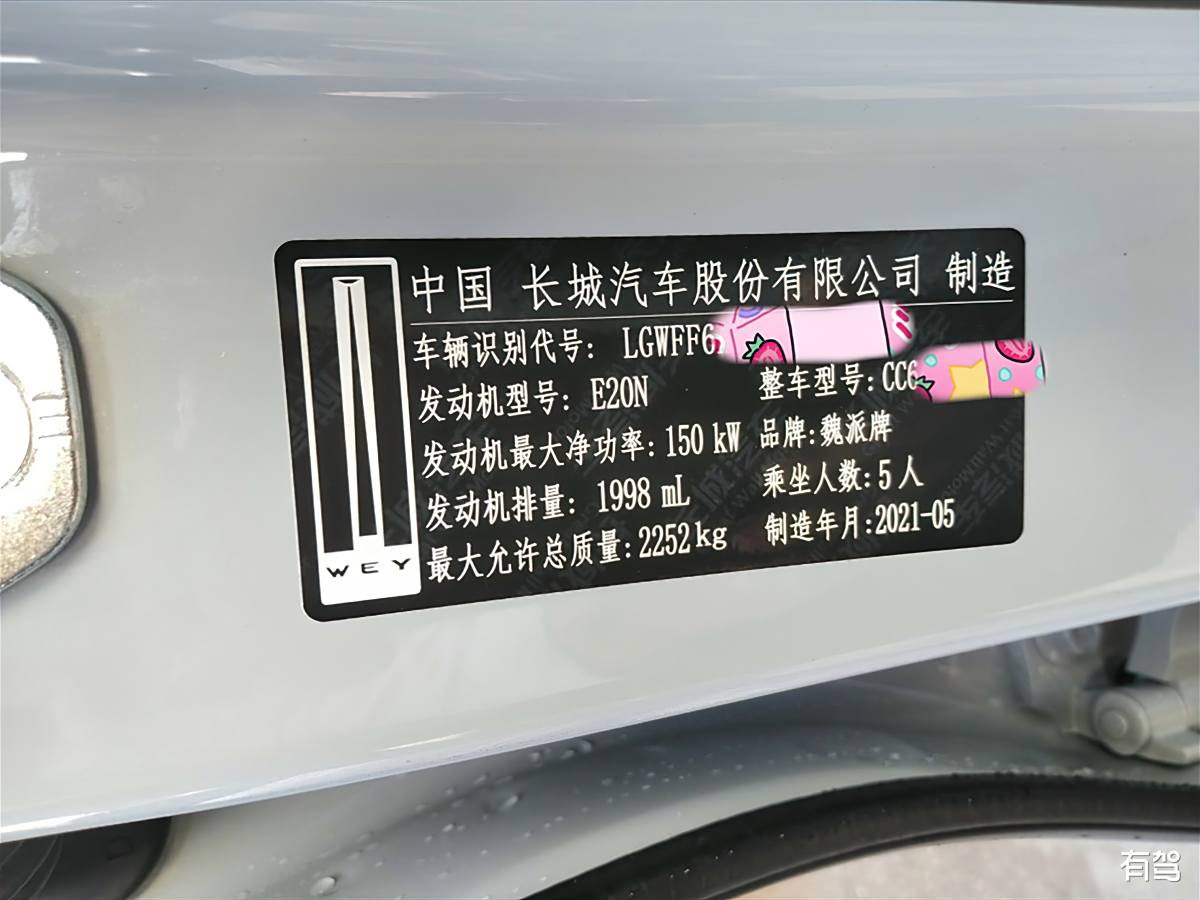 中国 长城汽车股份有限公司 制造
车辆识别代号: LGWFF6
发动机型号: E20N 整车型号: CC6
发动机最大净功率: 150 kW 品牌: 魏派牌
发动机排量: 1998 mL 乘坐人数: 5 人
最大允许总质量: 2252 kg 制造年月: 2021-05
WEY
有驾